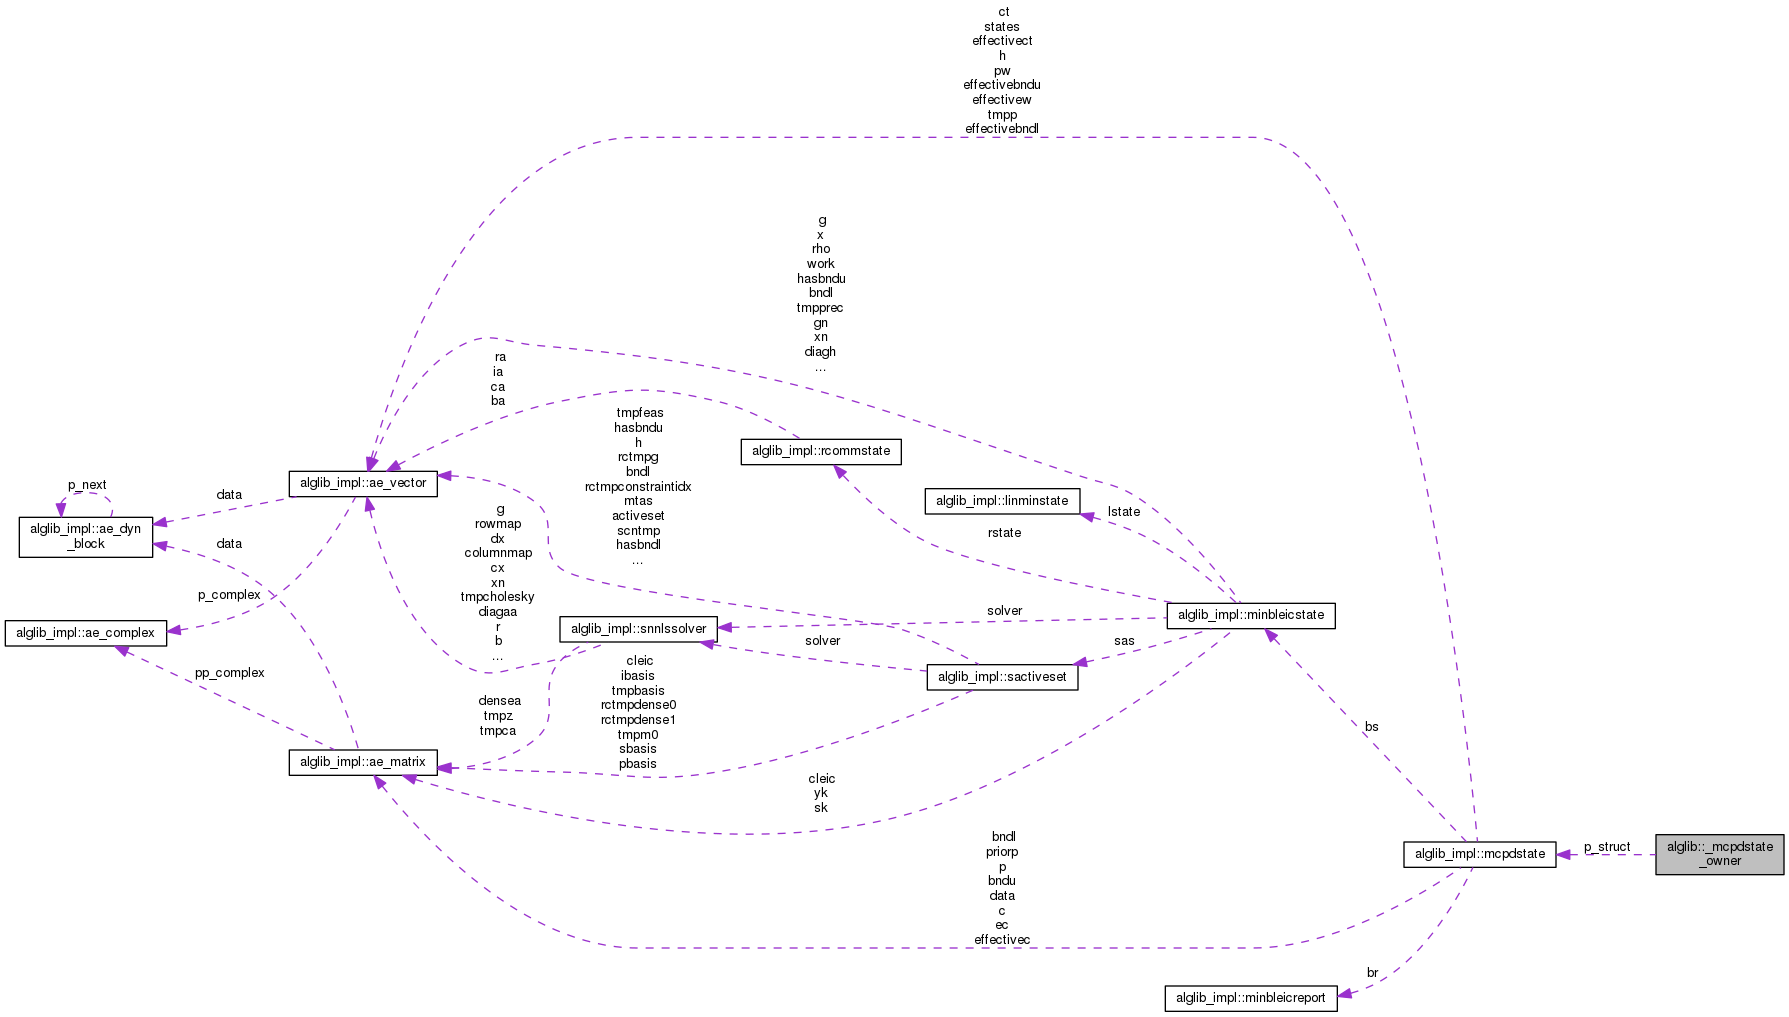 ct
states
effectivect
h
pw
effectivebndu
effectivew
tmpp
effectivebndl
g
x
rho
work
hasbndu
bndl
tmpprec
gn
xn
diagh
...
ra
ia
ca
ba
tmpfeas
hasbndu
h
rctmpg
bndl
rctmpconstraintidx
mtas
activeset
scntmp
hasbndl
...
alglib_impl::rcommstate
alglib_impl::ae_vector
p_next
data
alglib_impl::linminstate
lstate
rstate
alglib_impl::ae_dyn
_block
data
g
rowmap
dx
columnmap
cx
xn
tmpcholesky
diagaa
r
b
...
p_complex
alglib_impl::ae_complex
alglib_impl::snnlssolver
solver
alglib_impl::minbleicstate
solver
sas
pp_complex
cleic
ibasis
tmpbasis
rctmpdense0
rctmpdense1
tmpm0
sbasis
pbasis
alglib_impl::sactiveset
densea
tmpz
tmpca
bs
alglib_impl::ae_matrix
cleic
yk
sk
bndl
priorp
p
bndu
data
c
ec
effectivec
alglib_impl::mcpdstate
p_struct
alglib::_mcpdstate
_owner
br
alglib_impl::minbleicreport